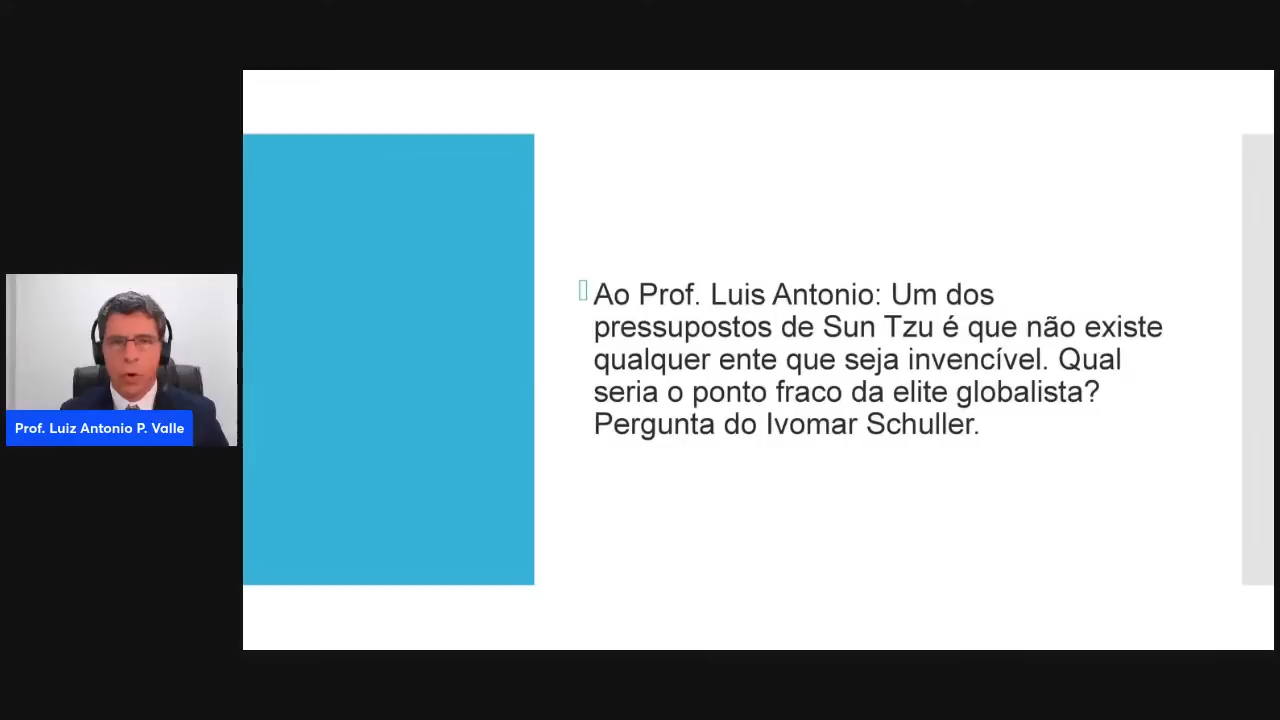 Ao Prof. Luis Antonio: Um dos
pressupostos de Sun Tzu é que não existe
qualquer ente que seja invencível. Qual
seria o ponto fraco da elite globalista?
Pergunta do Ivomar Schuller.
Prof. Luiz Antonio P. Valle